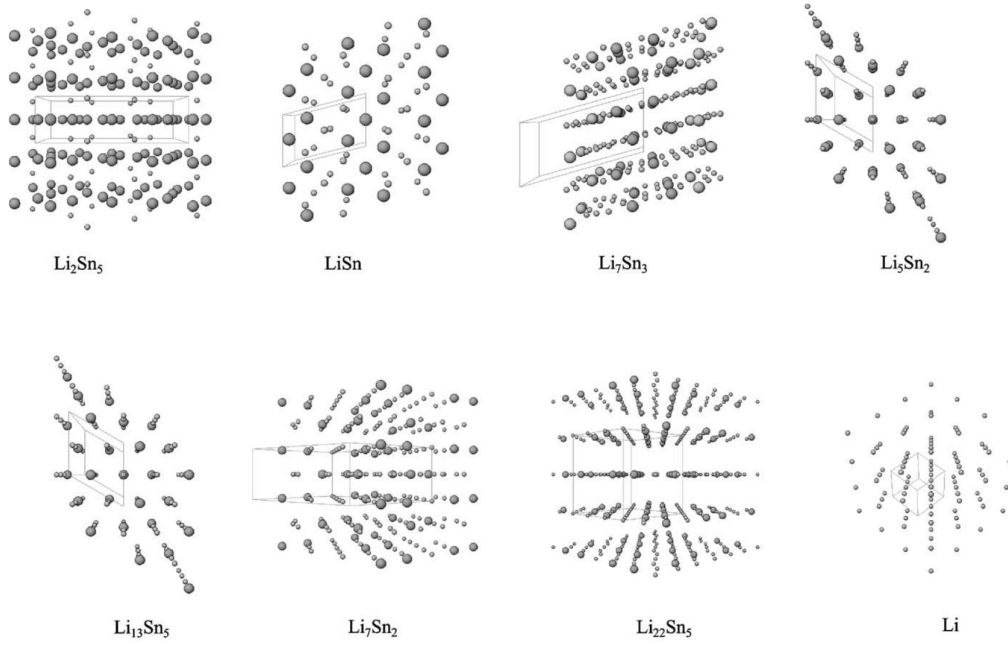 Li₂Sn₅ LiSn Li₇Sn₃ Li₅Sn₂
Li₁₃Sn₅ Li₇Sn₂ Li₂₂Sn₅ Li